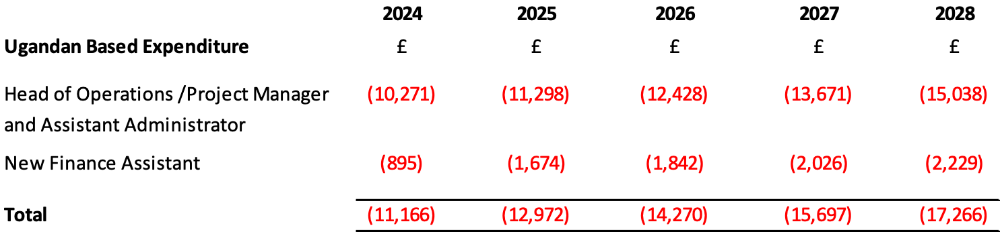 2024 2025 2026 2027 2028
Ugandan Based Expenditure £ £ £ £ £
Head of Operations /Project Manager (10,271) (11,298) (12,428) (13,671) (15,038)
and Assistant Administrator
New Finance Assistant (895) (1,674) (1,842) (2,026) (2,229)
Total (11,166) (12,972) (14,270) (15,697) (17,266)